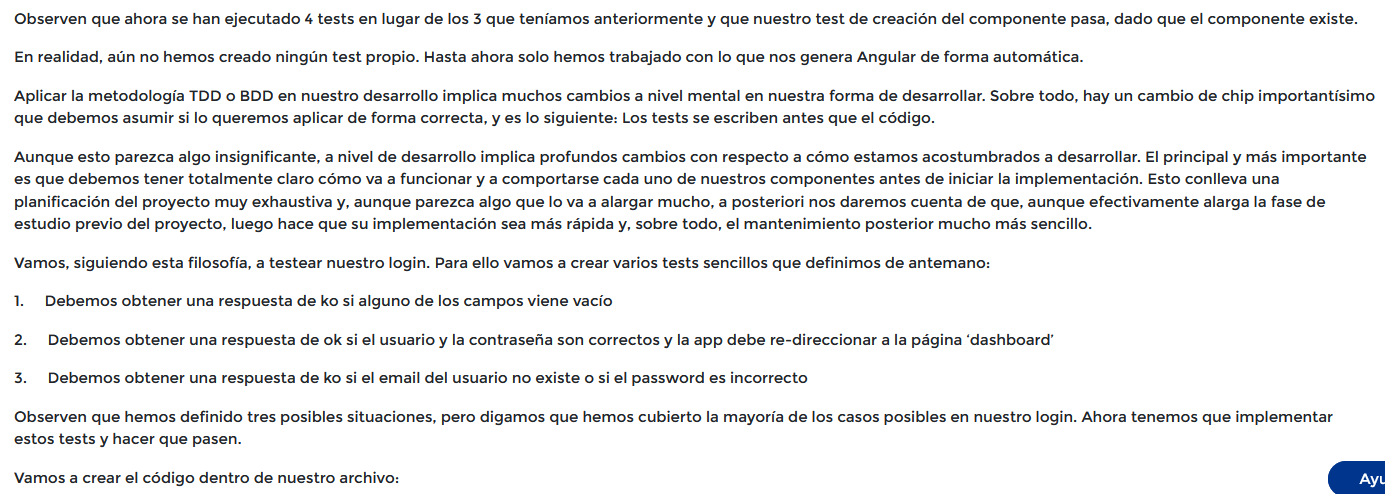 Observen que ahora se han ejecutado 4 tests en lugar de los 3 que teníamos anteriormente y que nuestro test de creación del componente pasa, dado que el componente existe.
En realidad, aún no hemos creado ningún test propio. Hasta ahora solo hemos trabajado con lo que nos genera Angular de forma automática.
Aplicar la metodología TDD o BDD en nuestro desarrollo implica muchos cambios a nivel mental en nuestra forma de desarrollar. Sobre todo, hay un cambio de chip importantísimo
que debemos asumir si lo queremos aplicar de forma correcta, y es lo siguiente: Los tests se escriben antes que el código.
Aunque esto parezca algo insignificante, a nivel de desarrollo implica profundos cambios con respecto a cómo estamos acostumbrados a desarrollar. El principal y más importante
es que debemos tener totalmente claro cómo va a funcionar y a comportarse cada uno de nuestros componentes antes de iniciar la implementación. Esto conlleva una
planificación del proyecto muy exhaustiva y, aunque parezca algo que lo va a alargar mucho, a posteriori nos daremos cuenta de que, aunque efectivamente alarga la fase de
estudio previo del proyecto, luego hace que su implementación sea más rápida y, sobre todo, el mantenimiento posterior mucho más sencillo.
Vamos, siguiendo esta filosofía, a testear nuestro login. Para ello vamos a crear varios tests sencillos que definimos de antemano:
1. Debemos obtener una respuesta de ko si alguno de los campos viene vacío
2. Debemos obtener una respuesta de ok si el usuario y la contraseña son correctos y la app debe re-direccionar a la página ‘dashboard’
3. Debemos obtener una respuesta de ko si el email del usuario no existe o si el password es incorrecto
Observen que hemos definido tres posibles situaciones, pero digamos que hemos cubierto la mayoría de los casos posibles en nuestro login. Ahora tenemos que implementar
estos tests y hacer que pasen.
Vamos a crear el código dentro de nuestro archivo: